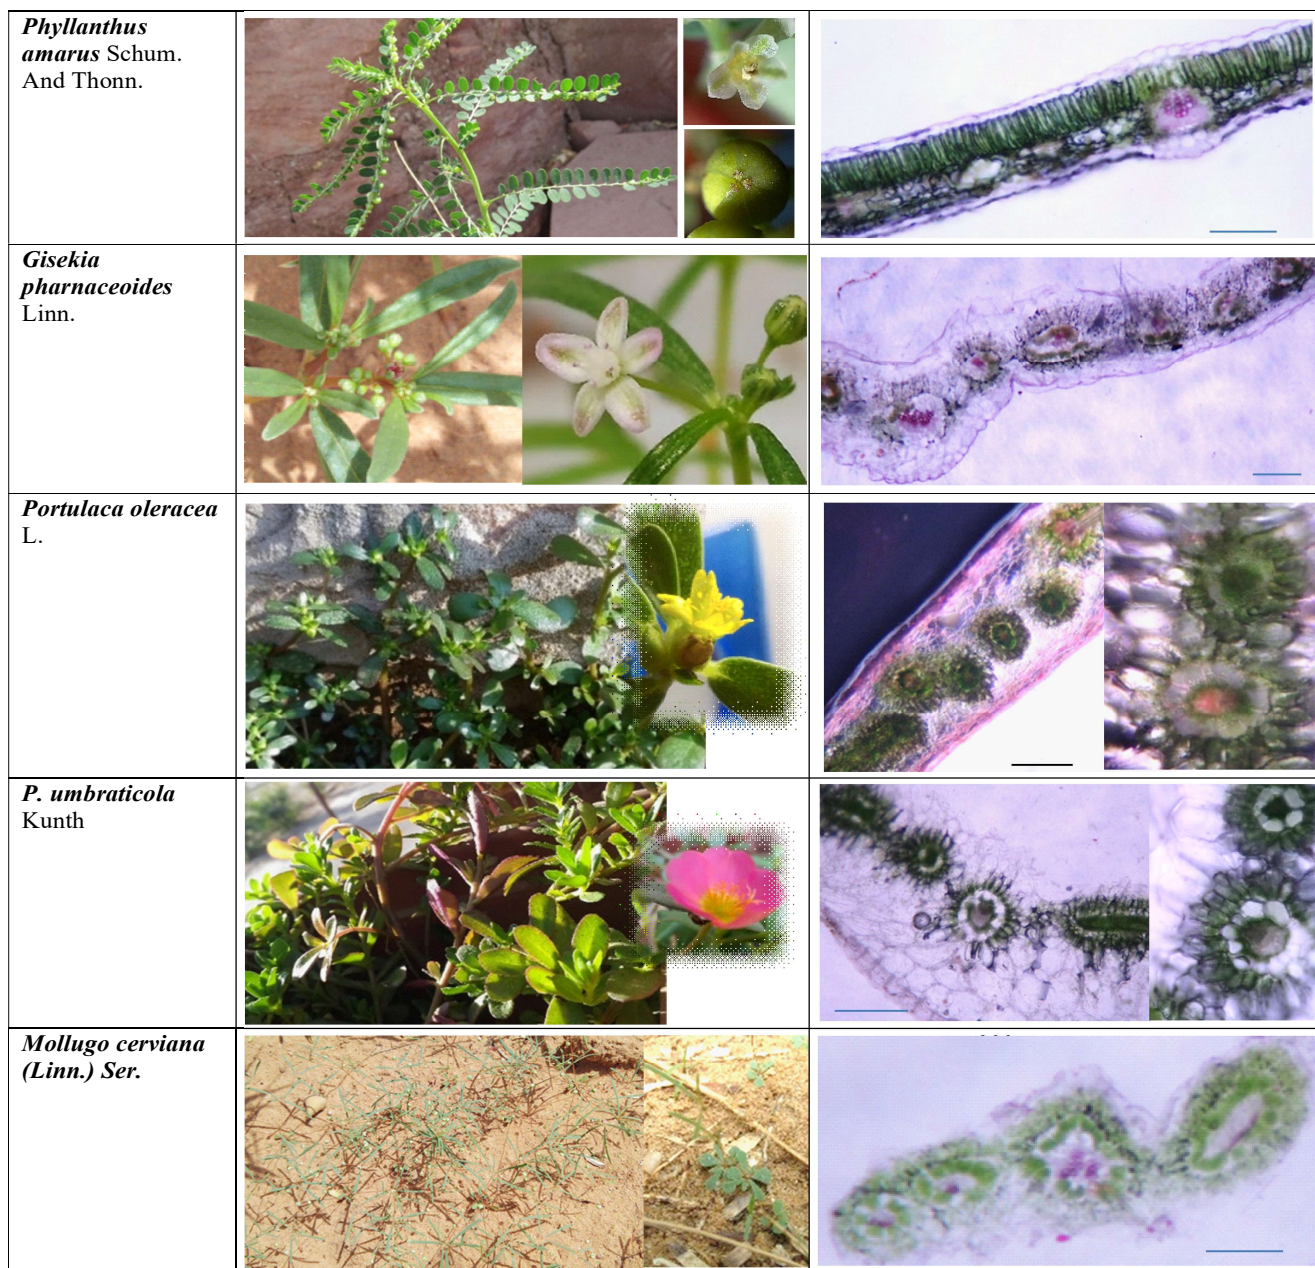 Phyllanthus
amarus Schum.
And Thonn.
Gisekia
pharnaceoides
Linn.
Portulaca oleracea
L.
P. umbraticola
Kunth
Mollugo cerviana
(Linn.) Ser.